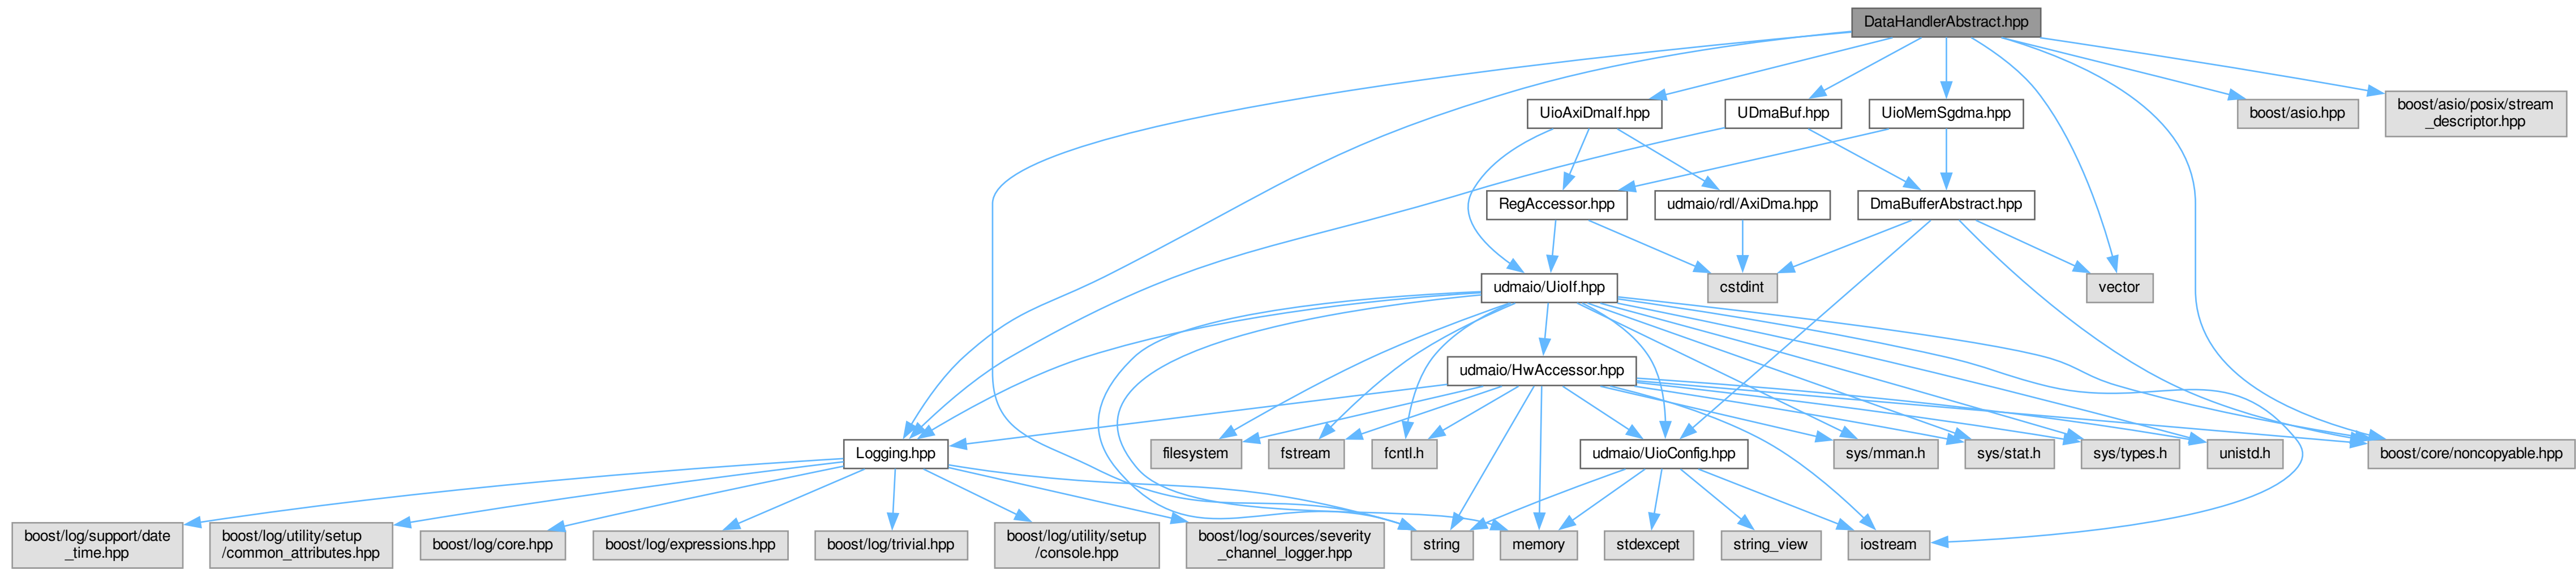 DataHandlerAbstract.hpp
UioAxiDmaIf.hpp
UDmaBuf.hpp
UioMemSgdma.hpp
boost/asio.hpp
boost/asio/posix/stream
_descriptor.hpp
RegAccessor.hpp
udmaio/rdl/AxiDma.hpp
DmaBufferAbstract.hpp
udmaio/UioIf.hpp
cstdint
vector
udmaio/HwAccessor.hpp
Logging.hpp
filesystem
fstream
fcntl.h
udmaio/UioConfig.hpp
sys/mman.h
sys/stat.h
sys/types.h
unistd.h
boost/core/noncopyable.hpp
boost/log/support/date
_time.hpp
boost/log/utility/setup
/common_attributes.hpp
boost/log/core.hpp
boost/log/expressions.hpp
boost/log/trivial.hpp
boost/log/utility/setup
/console.hpp
boost/log/sources/severity
_channel_logger.hpp
string
memory
stdexcept
string_view
iostream